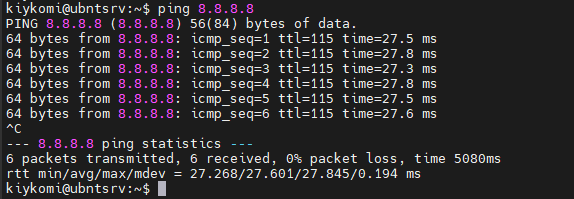 kiykomi@ubntsrv:~$ ping 8.8.8.8
PING 8.8.8.8 (8.8.8.8) 56(84) bytes of data.
64 bytes from 8.8.8.8: icmp_seq=1 ttl=115 time=27.5 ms
64 bytes from 8.8.8.8: icmp_seq=2 ttl=115 time=27.8 ms
64 bytes from 8.8.8.8: icmp_seq=3 ttl=115 time=27.3 ms
64 bytes from 8.8.8.8: icmp_seq=4 ttl=115 time=27.8 ms
64 bytes from 8.8.8.8: icmp_seq=5 ttl=115 time=27.5 ms
64 bytes from 8.8.8.8: icmp_seq=6 ttl=115 time=27.6 ms
^C
--- 8.8.8.8 ping statistics ---
6 packets transmitted, 6 received, 0% packet loss, time 5080ms
rtt min/avg/max/mdev = 27.268/27.601/27.845/0.194 ms
kiykomi@ubntsrv:~$